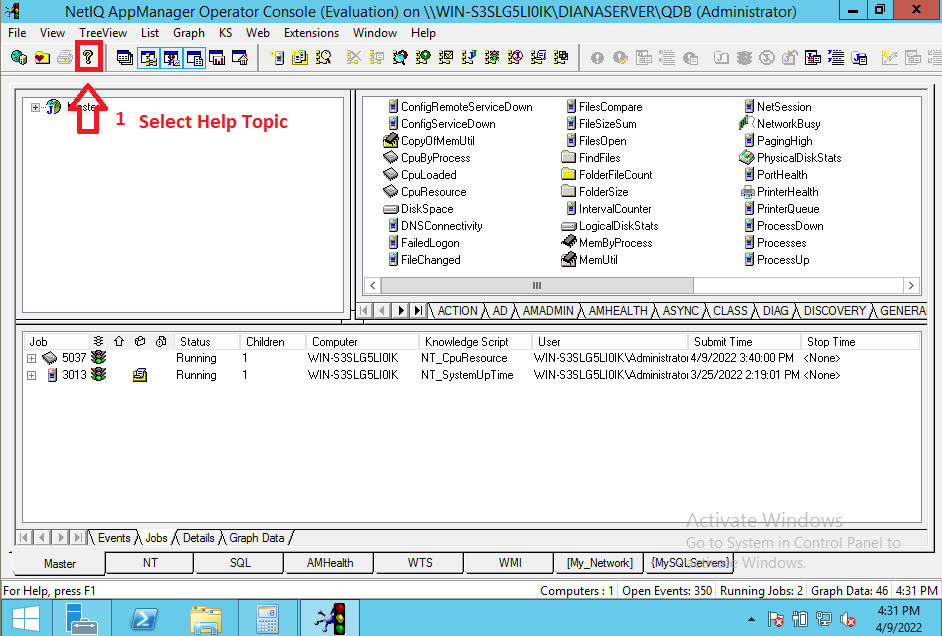 NetIQ AppManager Operator Console (Evaluation) on \\WIN-S3SLG5LI0IK\DIANASERVER\QDB (Administrator)
File View TreeView List Graph KS Web Extensions Window Help
1 Select Help Topic
Master
ConfigRemoteServiceDown FilesCompare NetSession
ConfigServiceDown FileSizeSum NetworkBusy
CopyOfMemUtil FilesOpen PagingHigh
CpuByProcess FindFiles PhysicalDiskStats
CpuLoaded FolderFileCount PortHealth
CpuResource FolderSize PrinterHealth
DiskSpace IntervalCounter PrinterQueue
DNSConnectivity LogicalDiskStats ProcessDown
FailedLogon MemByProcess Processes
FileChanged MemUtil ProcessUp
ACTION AD AMADMIN AMHEALTH ASYNC CLASS DIAG DISCOVERY GENERA
Job Status Children Computer Knowledge Script User Submit Time Stop Time
5037 Running 1 WIN-S3SLG5LI0IK NT_CpuResource WIN-S3SLG5LI0IK\Administrator 4/9/2022 3:40:00 PM <None>
3013 Running 1 WIN-S3SLG5LI0IK NT_SystemUpTime WIN-S3SLG5LI0IK\Administrator 3/25/2022 2:19:01 PM <None>
Activate Windows
Go to System in Control Panel to
activate Windows.
Events Jobs Details Graph Data
Master NT SQL AMHealth WTS WMI [My_Network] {MySQLServers}
For Help, press F1 Computers : 1 Open Events: 350 Running Jobs: 2 Graph Data: 46 4:31 PM
4:31 PM
4/9/2022